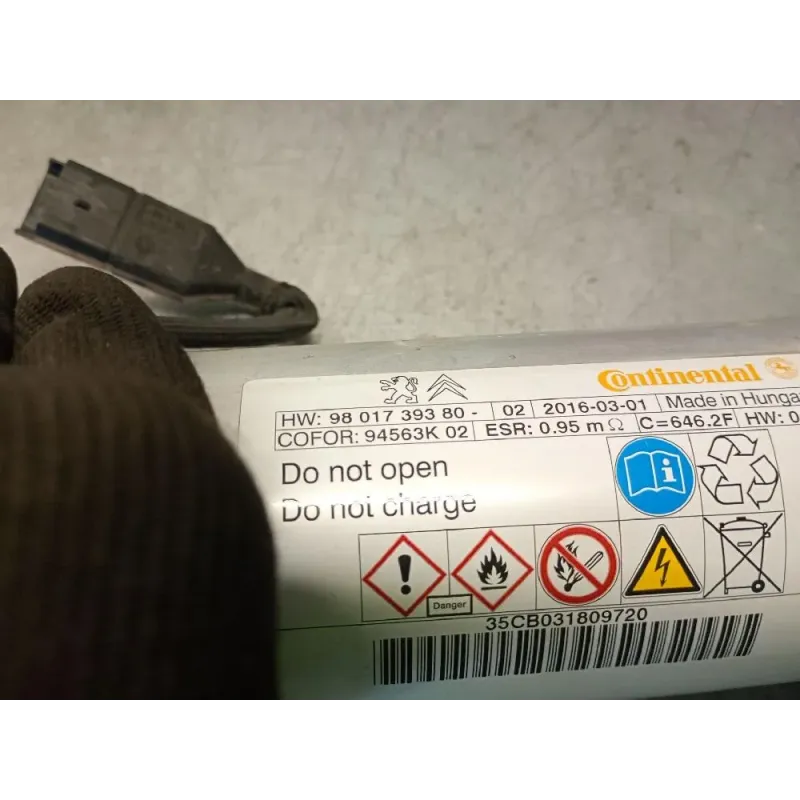 Continental
HW: 98 017 393 80 - 02 2016-03-01 Made in Hunga
COFOR: 94563K 02 ESR: 0.95 mΩ C=646.2F HW: 0
Do not open
Do not charge
Danger
35CB031809720